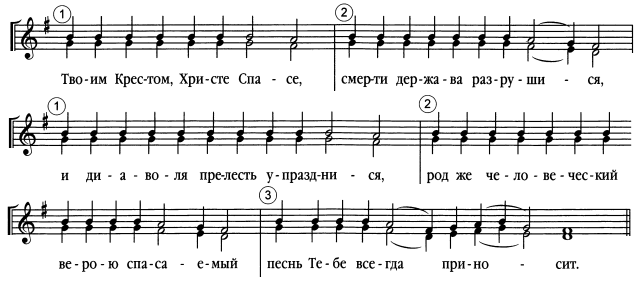 1 2
Тво-им Крес-том, Хри-сте Спа-се, смер-ти дер-жа-ва раз-ру-ши-ся,
1 2
и ди-а-во-ля пре-лесть у-празд-ни-ся, род же че-ло-ве-чес-кий
3
ве-ро-ю спа-са-е-мый песнь Те-бе все-гда при-но-сит.